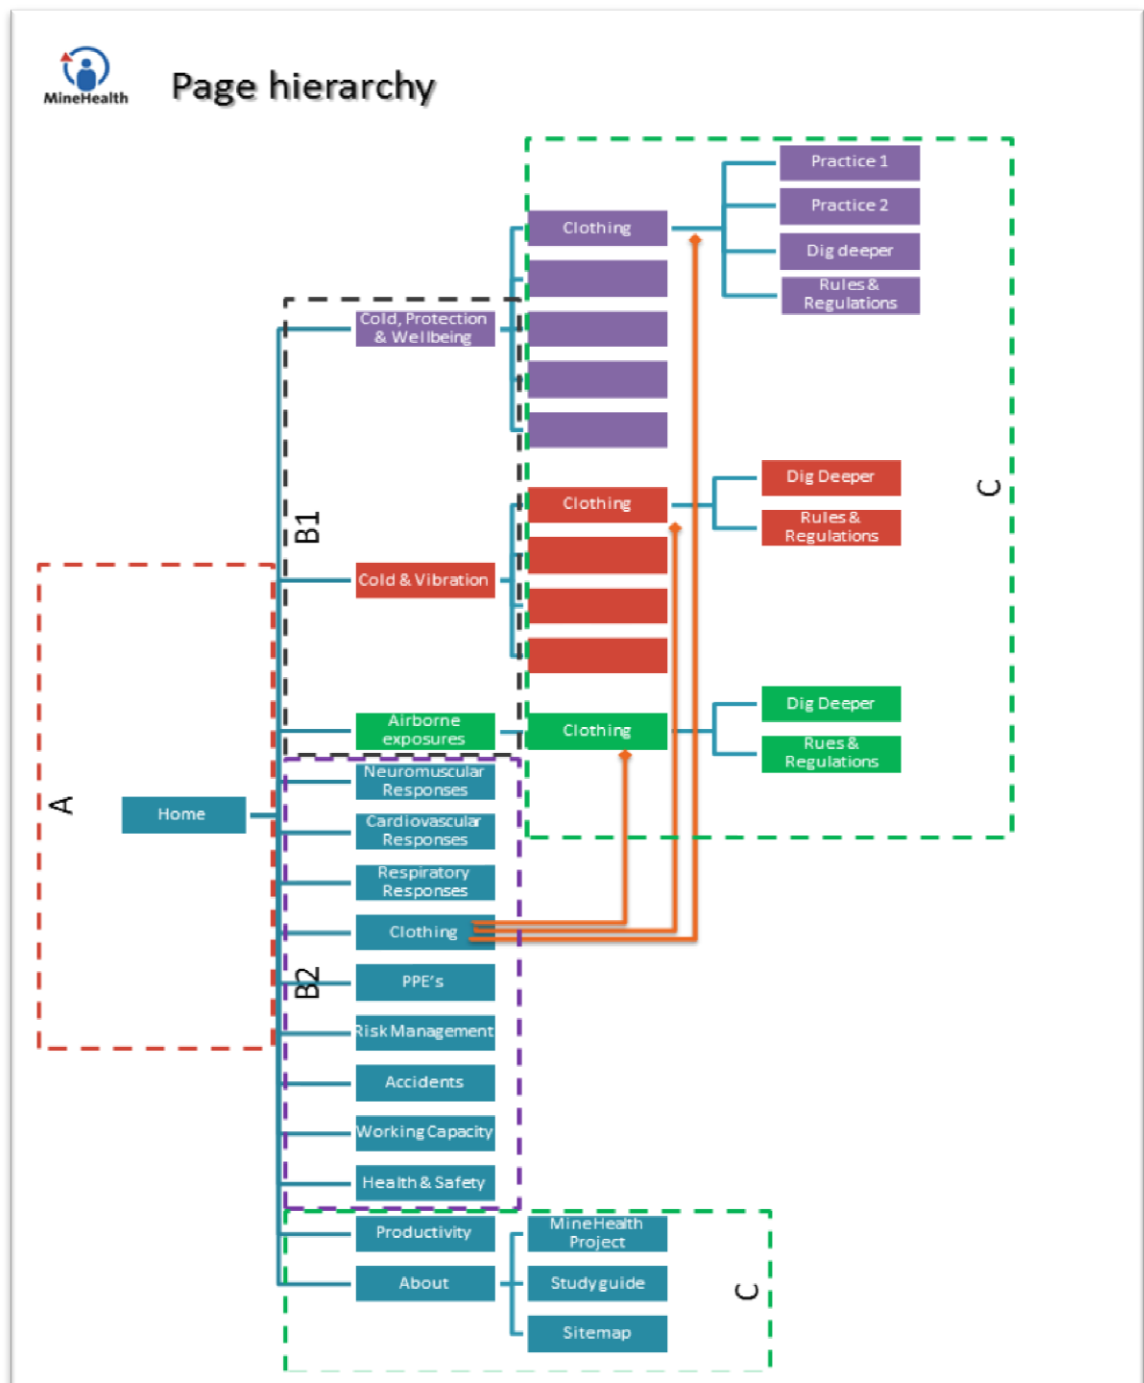 MineHealth
Page hierarchy
Practice 1
Practice 2
Clothing
Dig deeper
Rules &
Regulations
Cold, Protection
& Wellbeing
C
B1
Clothing
Dig Deeper
Rules &
Regulations
Cold & Vibration
Airborne
exposures
Clothing
Dig Deeper
Rues &
Regulations
A
Home
B2
Neuromuscular
Responses
Cardiovascular
Responses
Respiratory
Responses
Clothing
PPE's
Risk Management
Accidents
Working Capacity
Health & Safety
Productivity
About
MineHealth
Project
Studyguide
Sitemap
C